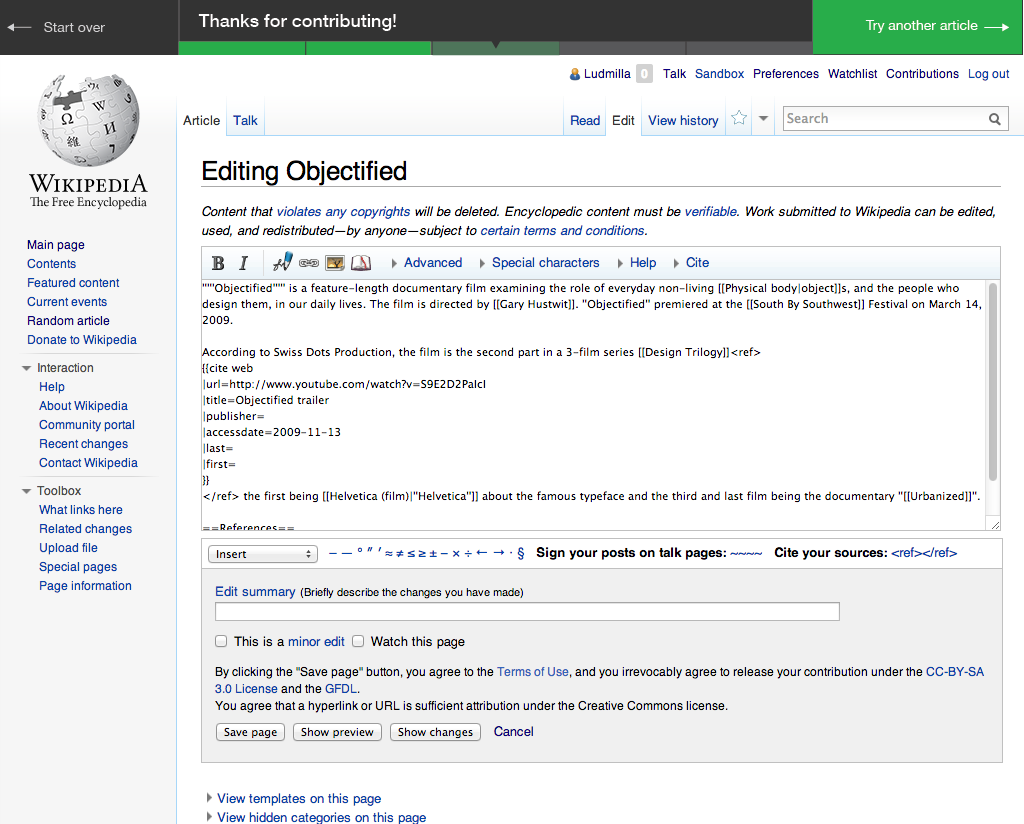 Start over
Thanks for contributing!
Try another article
Ludmilla 0 Talk Sandbox Preferences Watchlist Contributions Log out
Article Talk Read Edit View history Search
Ω W И 維
WIKIPEDIA
The Free Encyclopedia
Main page
Contents
Featured content
Current events
Random article
Donate to Wikipedia
Interaction
Help
About Wikipedia
Community portal
Recent changes
Contact Wikipedia
Toolbox
What links here
Related changes
Upload file
Special pages
Page information
Editing Objectified
Content that violates any copyrights will be deleted. Encyclopedic content must be verifiable. Work submitted to Wikipedia can be edited,
used, and redistributed—by anyone—subject to certain terms and conditions.
B I Advanced Special characters Help Cite
"'"Objectified"'" is a feature-length documentary film examining the role of everyday non-living [[Physical body|object]]s, and the people who
design them, in our daily lives. The film is directed by [[Gary Hustwit]]. "Objectified" premiered at the [[South By Southwest]] Festival on March 14,
2009.
According to Swiss Dots Production, the film is the second part in a 3-film series [[Design Trilogy]]<ref>
{{cite web
|url=http://www.youtube.com/watch?v=S9E2D2PaIcI
|title=Objectified trailer
|publisher=
|accessdate=2009-11-13
|last=
|first=
}}
</ref> the first being [[Helvetica (film)|"Helvetica"]] about the famous typeface and the third and last film being the documentary "[[Urbanized]]".
==References==
Insert – — ° ″ ′ ≈ ≠ ≤ ≥ ± − × ÷ ← → · § Sign your posts on talk pages: ~~~~ Cite your sources: <ref></ref>
Edit summary (Briefly describe the changes you have made)
This is a minor edit Watch this page
By clicking the "Save page" button, you agree to the Terms of Use, and you irrevocably agree to release your contribution under the CC-BY-SA
3.0 License and the GFDL.
You agree that a hyperlink or URL is sufficient attribution under the Creative Commons license.
Save page Show preview Show changes Cancel
View templates on this page
View hidden categories on this page